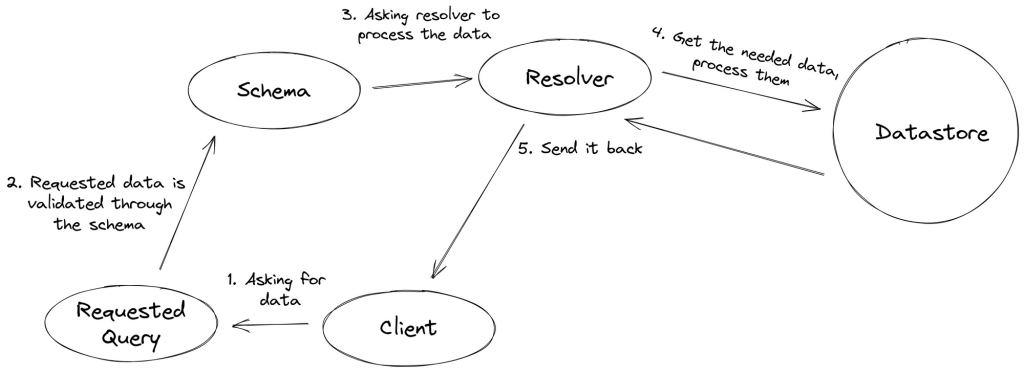 3. Asking resolver to
process the data
4. Get the needed data,
process them
Schema
Resolver
Datastore
5. Send it back
2. Requested data is
validated through
the schema
1. Asking for
data
Requested
Query
Client